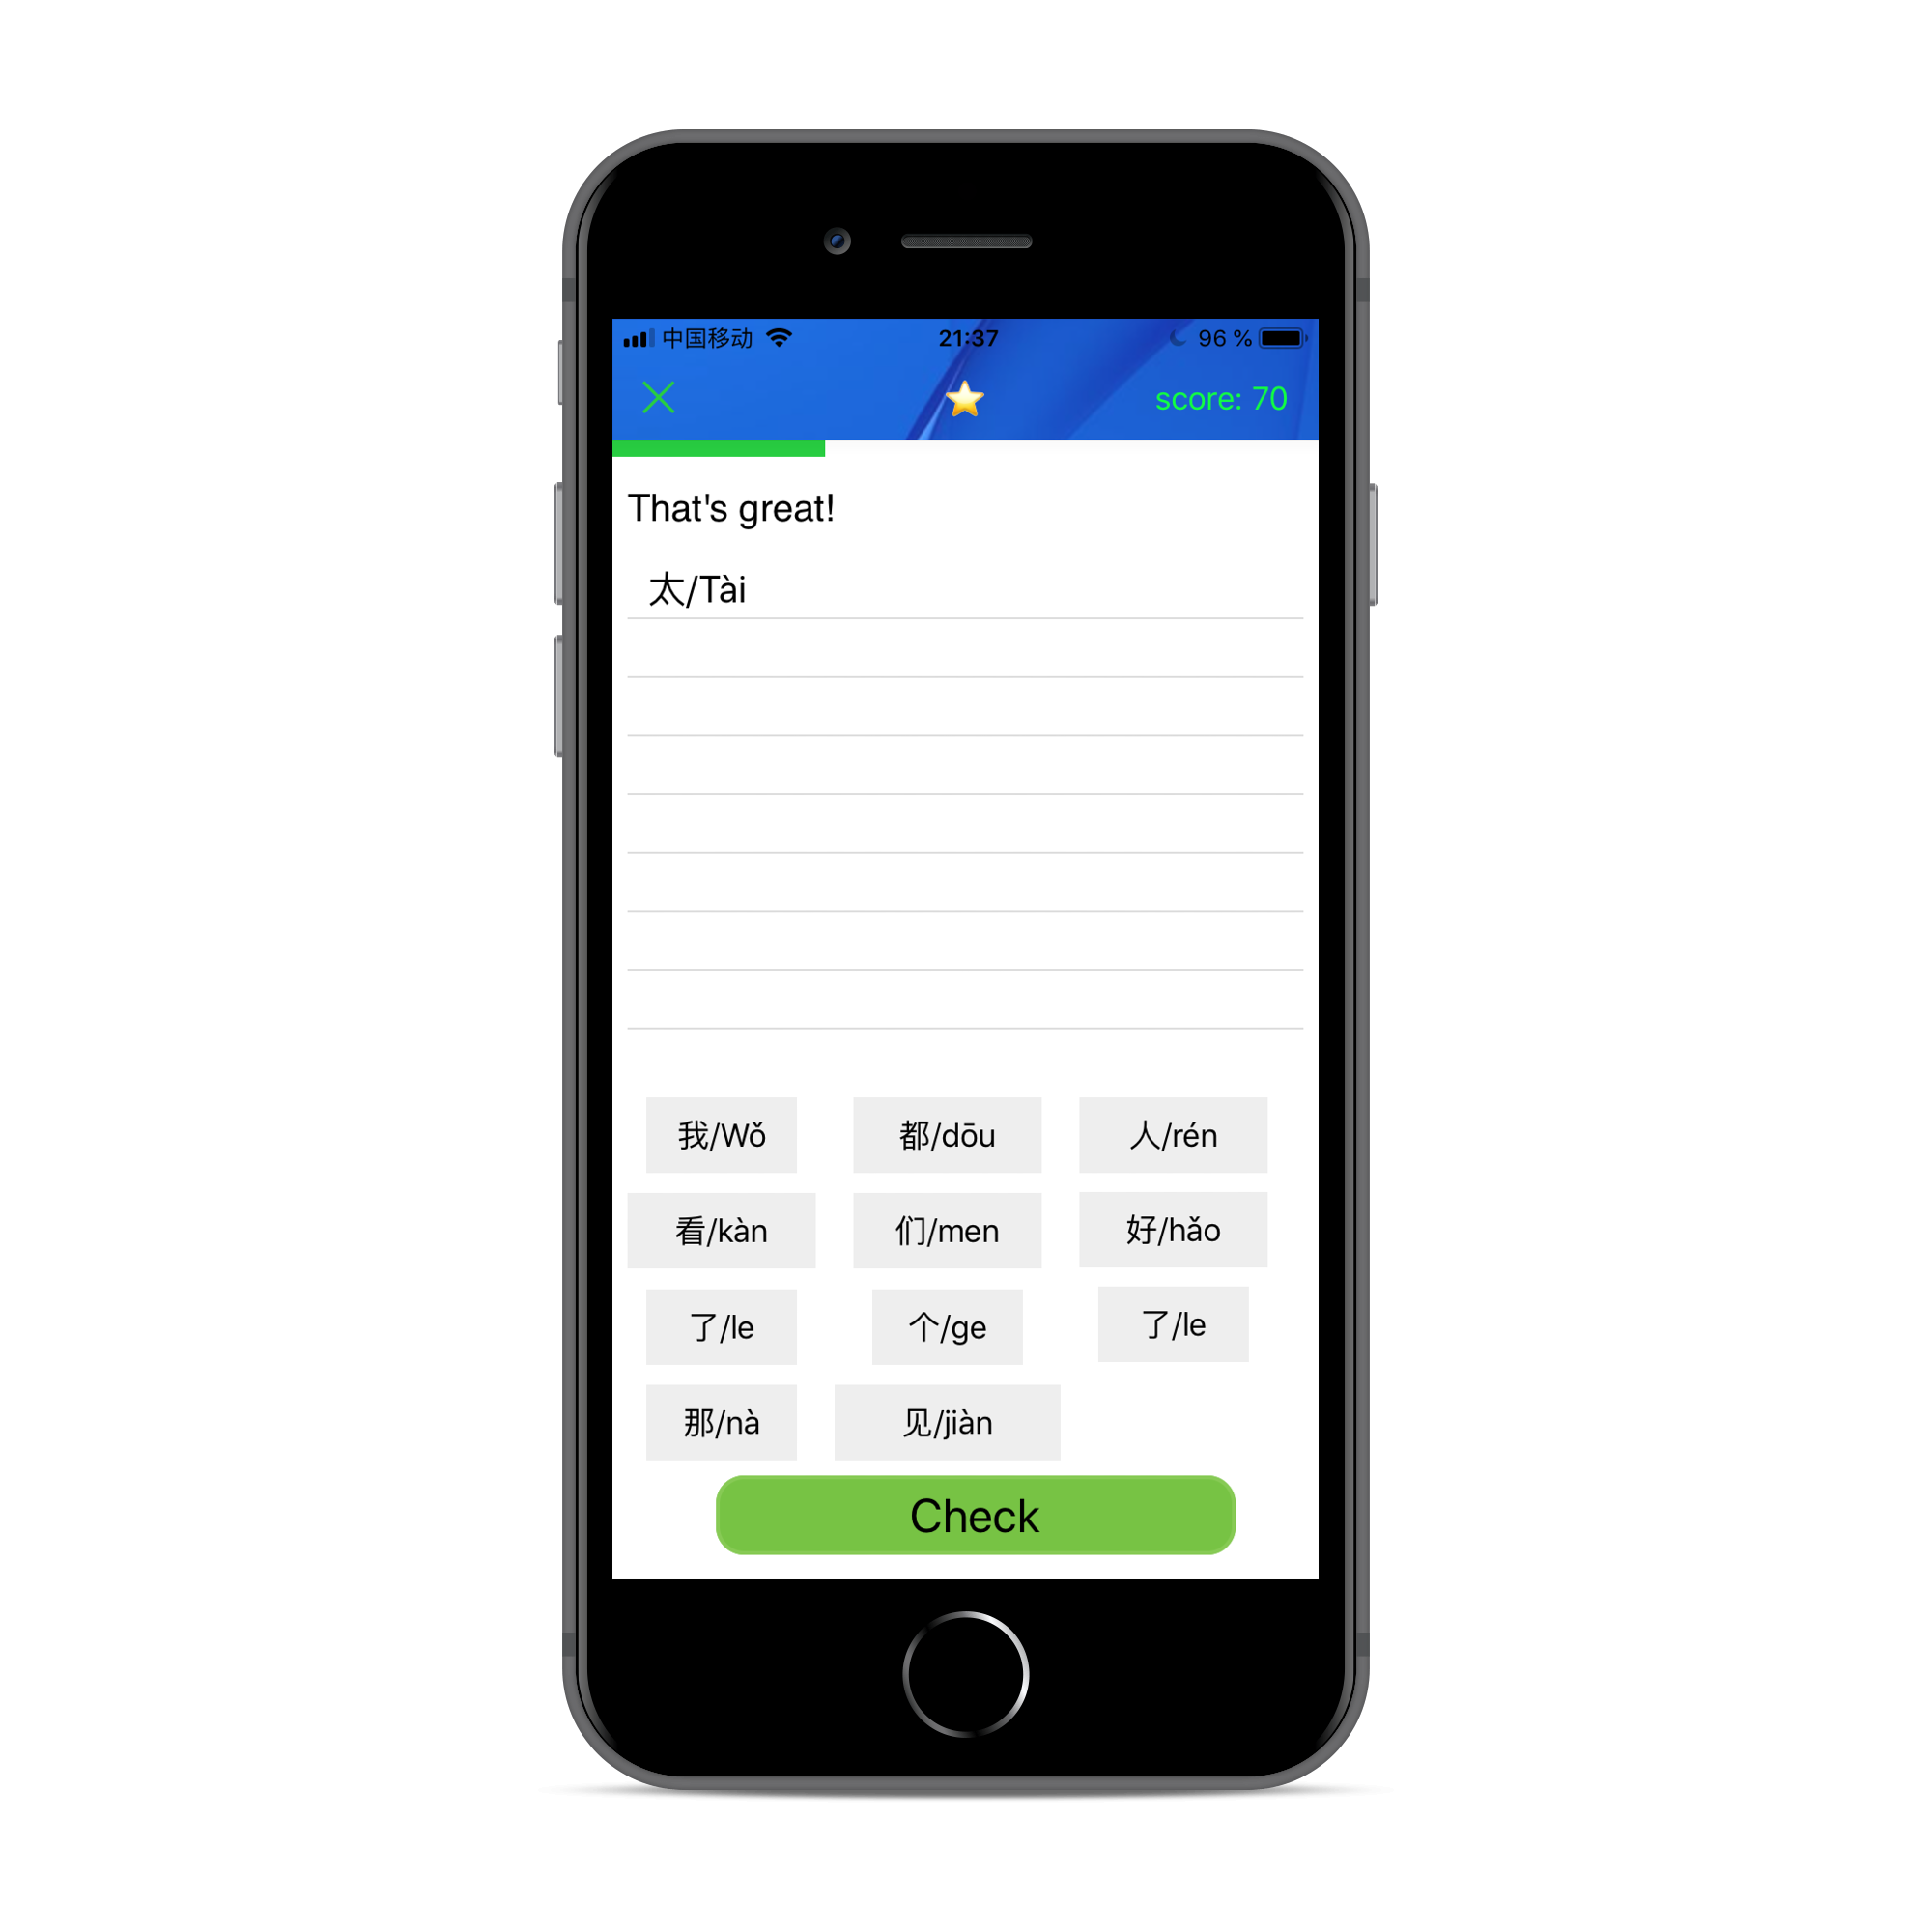 中国移动 21:37 96 %
score: 70
That's great!
太/Tài
我/Wǒ 都/dōu 人/rén
看/kàn 们/men 好/hǎo
了/le 个/ge 了/le
那/nà 见/jiàn
Check